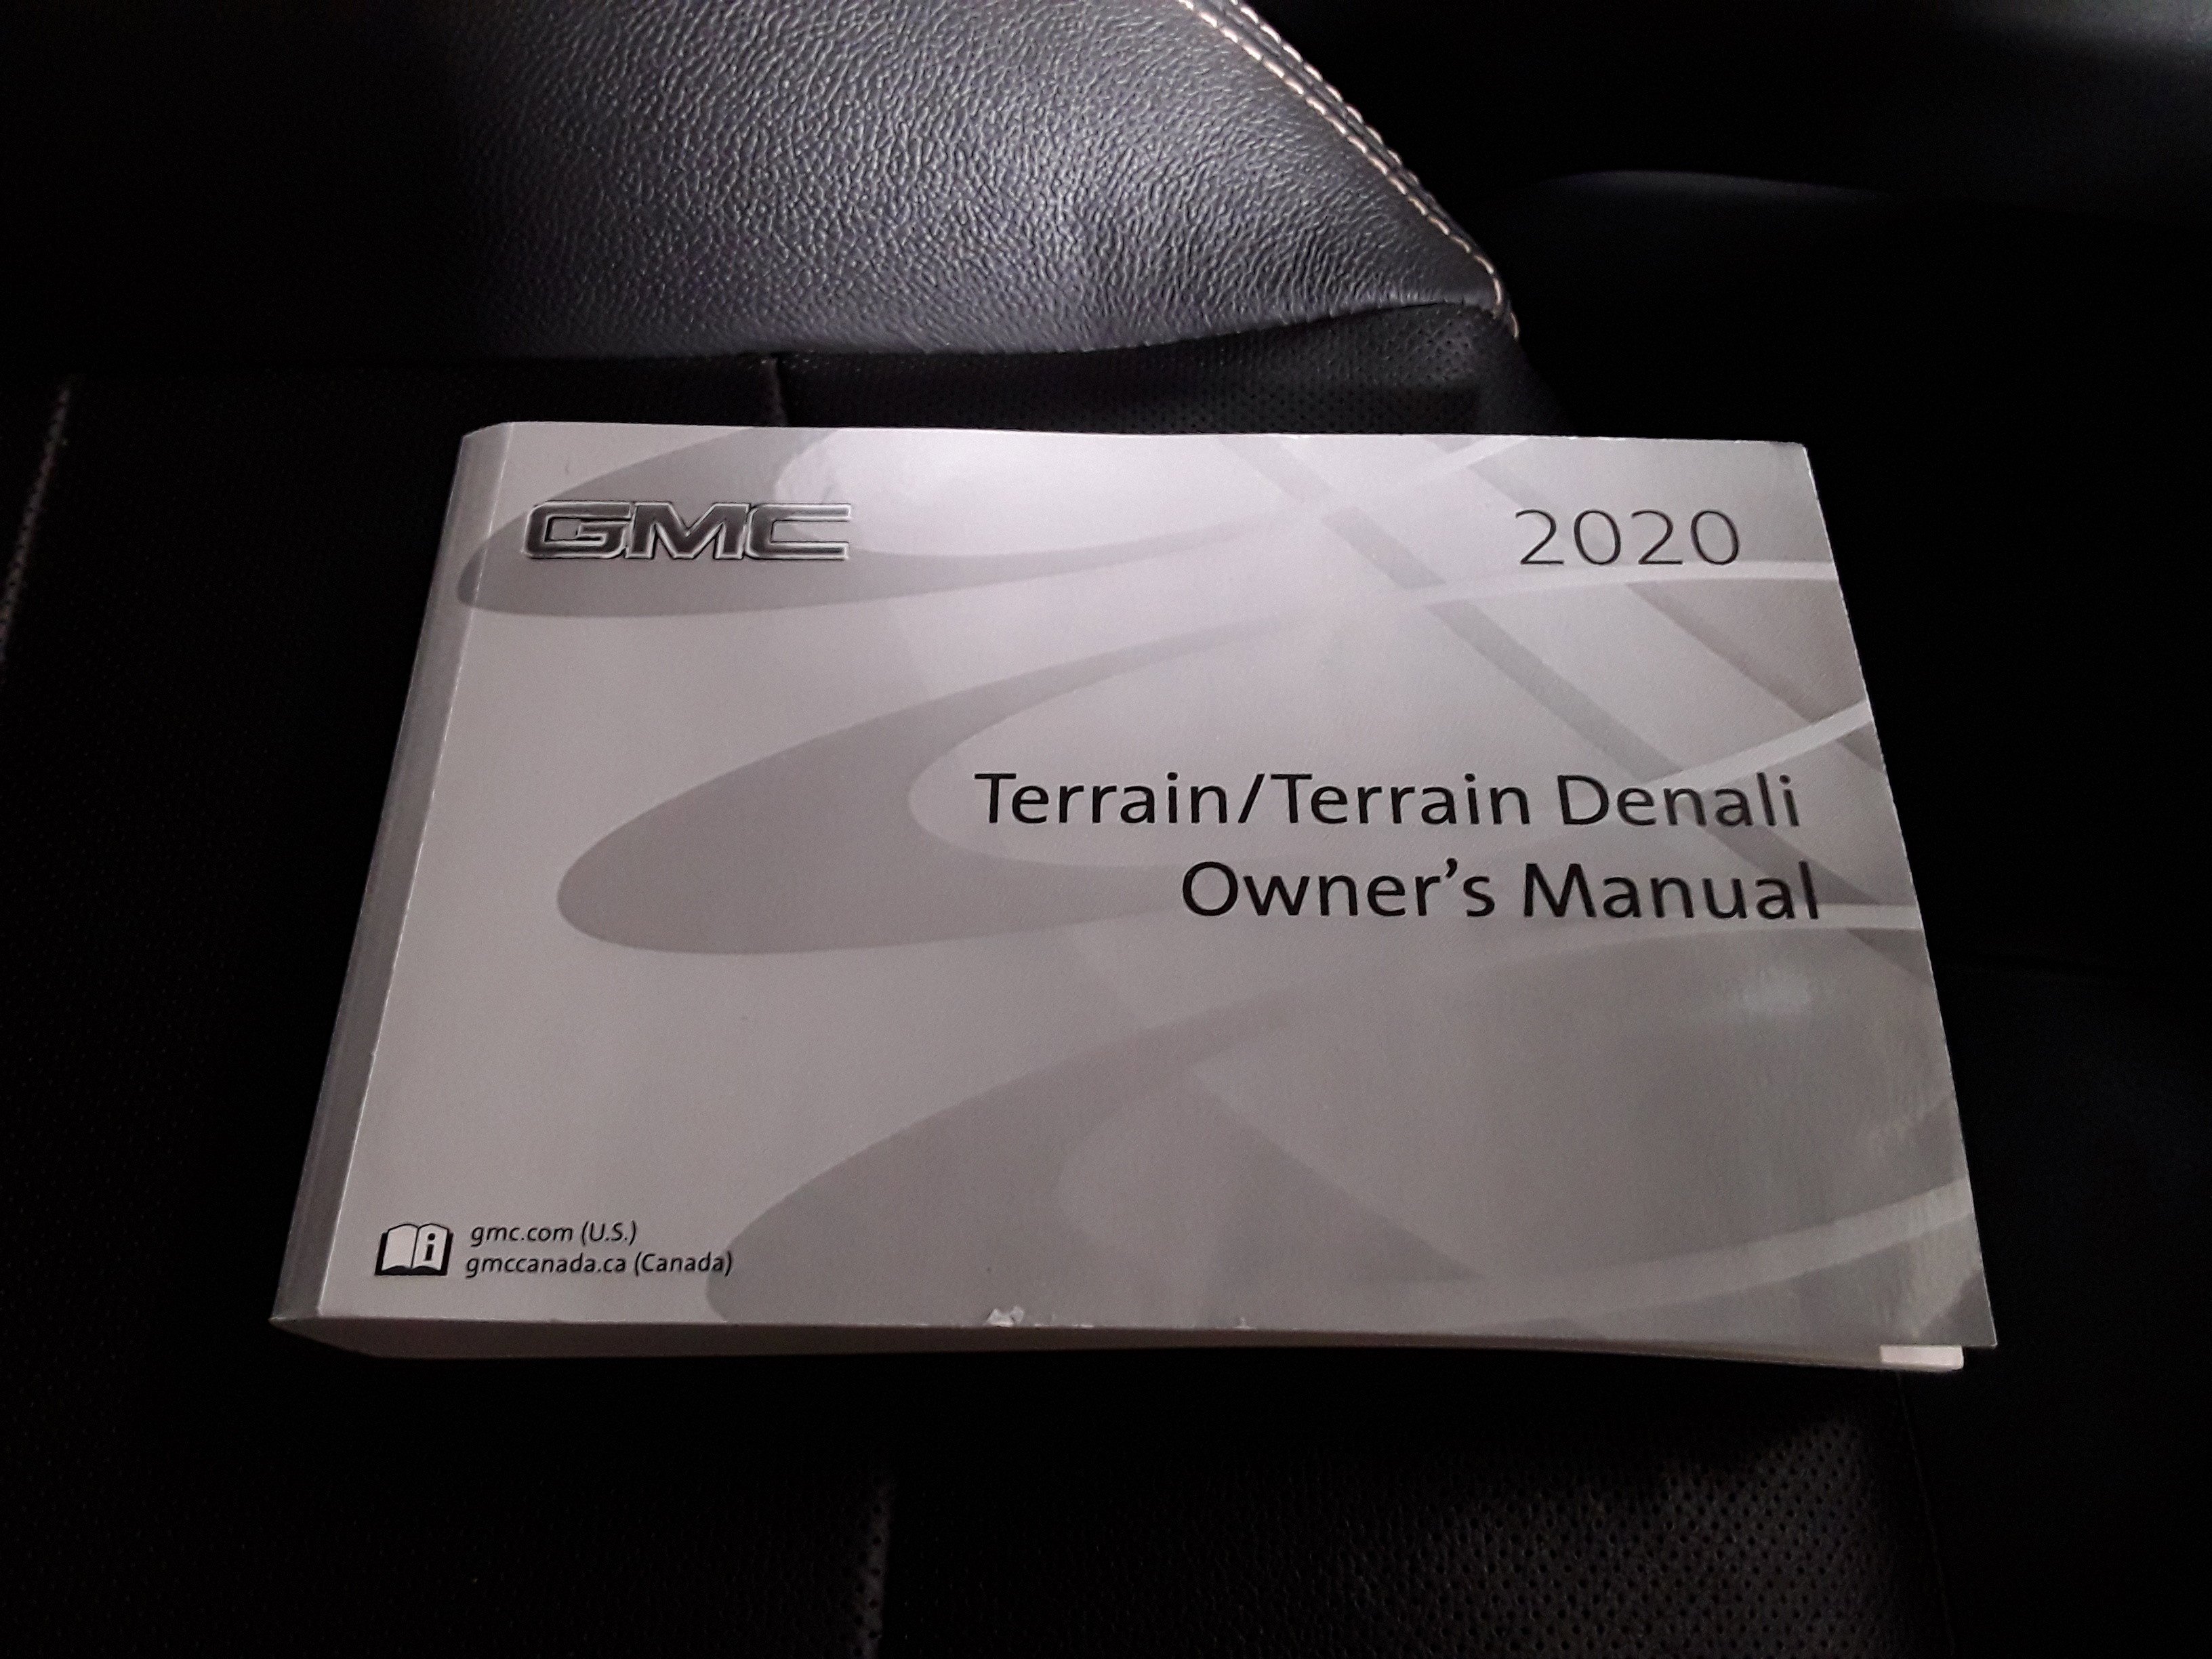 GMC
2020
Terrain/Terrain Denali
Owner's Manual
i
gmc.com (U.S.)
gmccanada.ca (Canada)